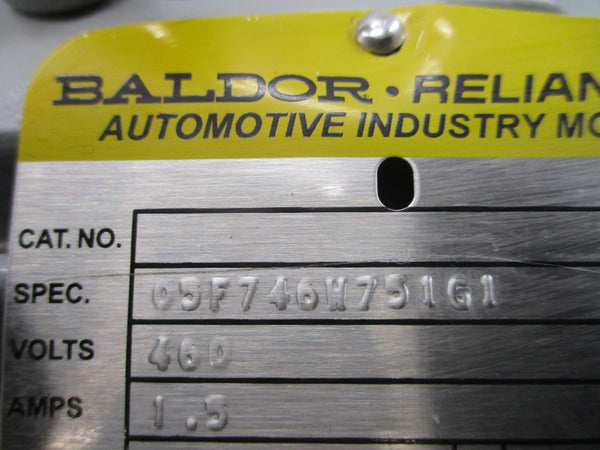 BALDOR • RELIAN
AUTOMOTIVE INDUSTRY MO
CAT. NO.
SPEC. 05F746W751G1
VOLTS 460
AMPS 1.5